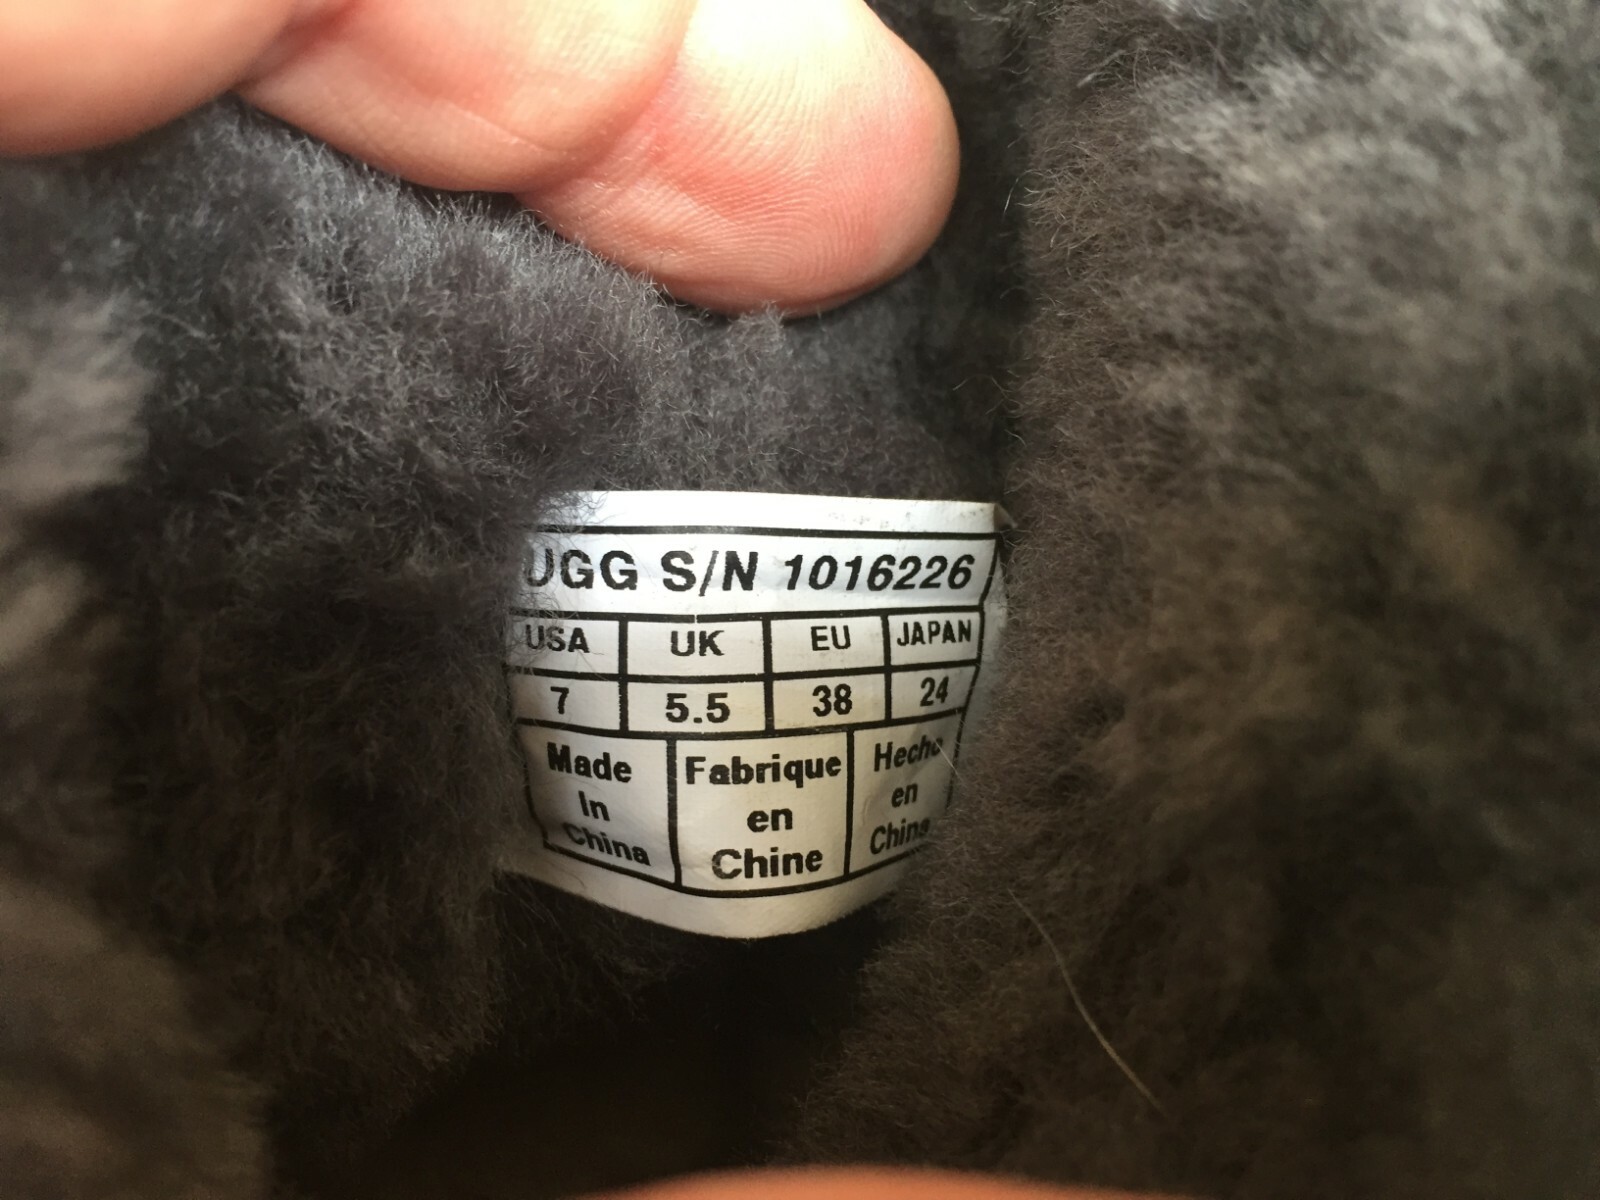 UGG S/N 1016226
USA UK EU JAPAN
7 5.5 38 24
Made
In
China
Fabrique
en
Chine
Hecho
en
China